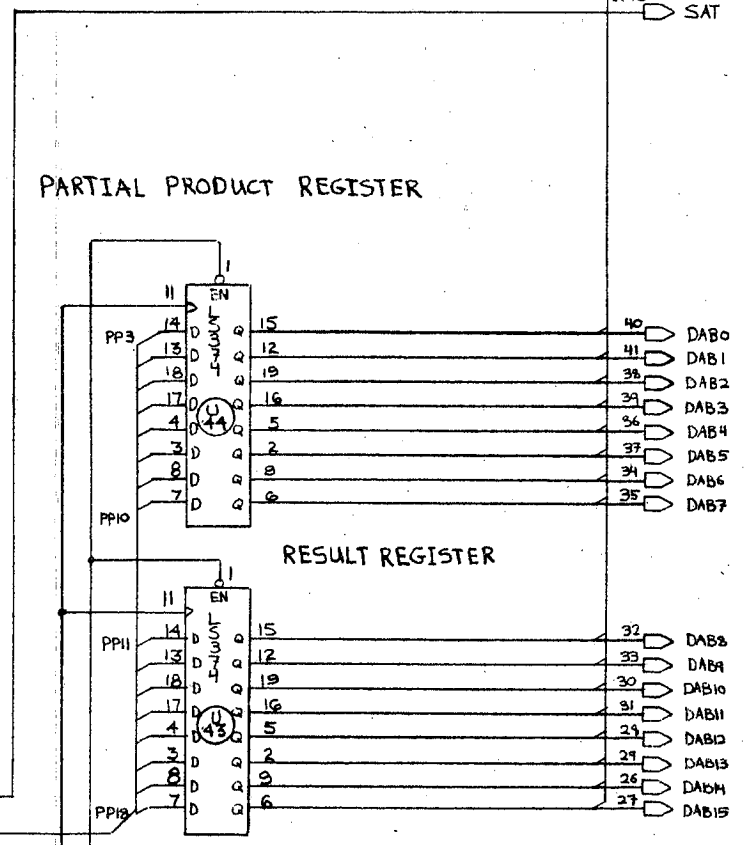 SAT
PARTIAL PRODUCT REGISTER
1
11 EN
LS374
U44
PP3 14 D Q 15 40 DAB0
13 D Q 12 41 DAB1
18 D Q 19 38 DAB2
17 D Q 16 39 DAB3
4 D Q 5 36 DAB4
3 D Q 2 37 DAB5
8 D Q 9 34 DAB6
PP10 7 D Q 6 35 DAB7
RESULT REGISTER
1
11 EN
LS374
U43
PP11 14 D Q 15 32 DAB8
13 D Q 12 33 DAB9
18 D Q 19 30 DAB10
17 D Q 16 31 DAB11
4 D Q 5 DAB12
3 D Q 2 29 DAB13
8 D Q 9 26 DAB14
PP18 7 D Q 6 27 DAB15